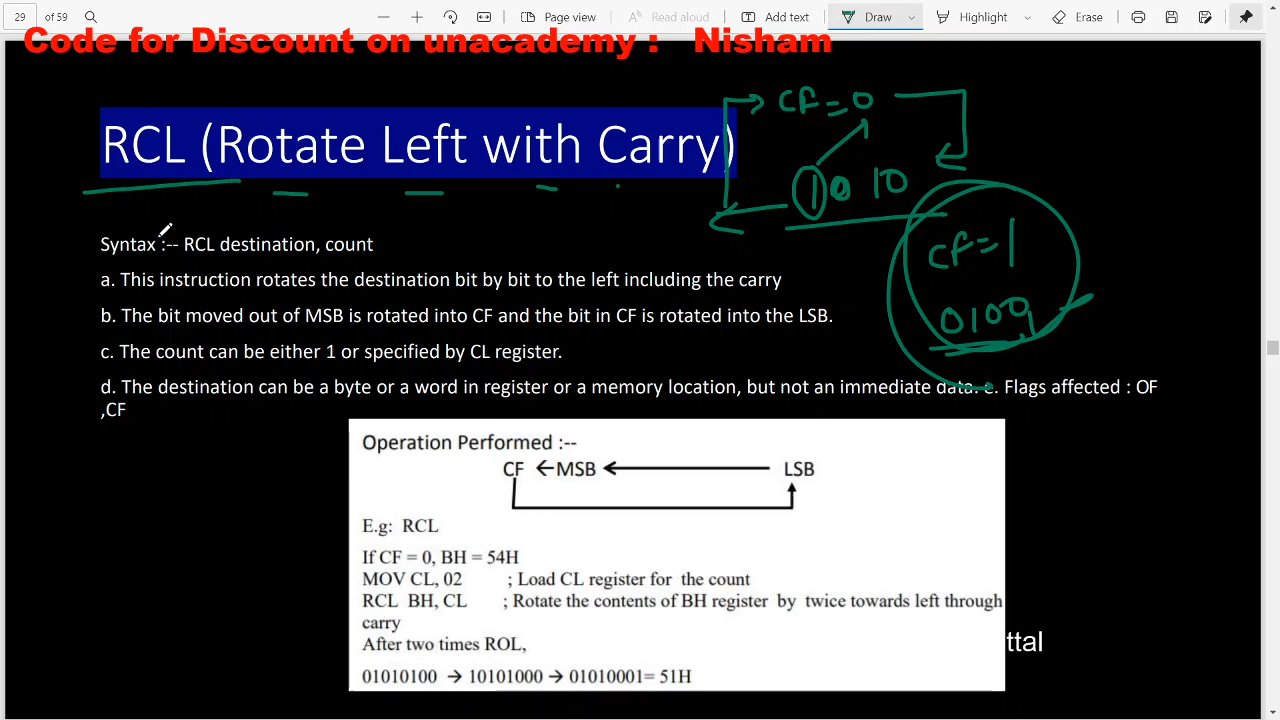 29 of 59 Page view Read aloud Add text Draw Highlight Erase
Code for Discount on unacademy : Nisham
CF=0
RCL (Rotate Left with Carry)
1010
CF=1
0100
Syntax :-- RCL destination, count
a. This instruction rotates the destination bit by bit to the left including the carry
b. The bit moved out of MSB is rotated into CF and the bit in CF is rotated into the LSB.
c. The count can be either 1 or specified by CL register.
d. The destination can be a byte or a word in register or a memory location, but not an immediate data. e. Flags affected : OF
,CF
Operation Performed :--
CF ← MSB ← LSB
E.g: RCL
If CF = 0, BH = 54H
MOV CL, 02 ; Load CL register for the count
RCL BH, CL ; Rotate the contents of BH register by twice towards left through
carry
After two times ROL,
01010100 → 10101000 → 01010001= 51H
ttal